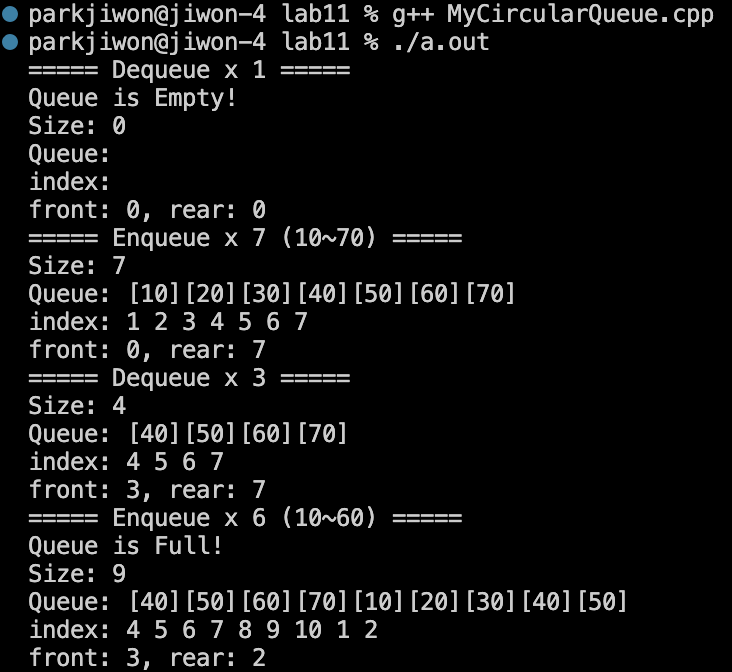 parkjiwon@jiwon-4 lab11 % g++ MyCircularQueue.cpp
parkjiwon@jiwon-4 lab11 % ./a.out
===== Dequeue x 1 =====
Queue is Empty!
Size: 0
Queue:
index:
front: 0, rear: 0
===== Enqueue x 7 (10~70) =====
Size: 7
Queue: [10][20][30][40][50][60][70]
index: 1 2 3 4 5 6 7
front: 0, rear: 7
===== Dequeue x 3 =====
Size: 4
Queue: [40][50][60][70]
index: 4 5 6 7
front: 3, rear: 7
===== Enqueue x 6 (10~60) =====
Queue is Full!
Size: 9
Queue: [40][50][60][70][10][20][30][40][50]
index: 4 5 6 7 8 9 10 1 2
front: 3, rear: 2